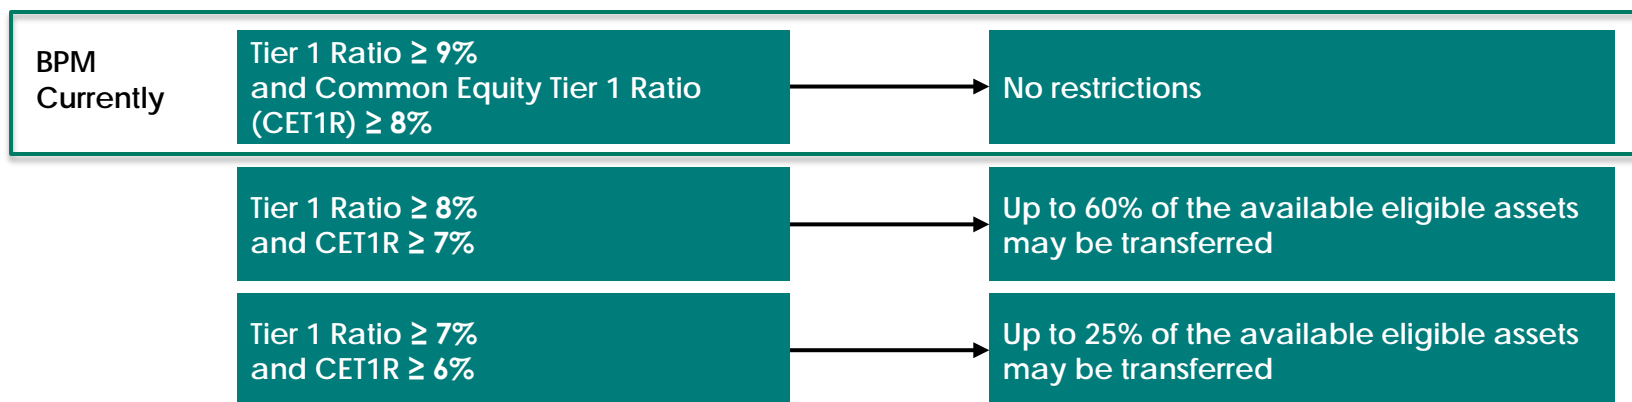 BPM
Currently
Tier 1 Ratio ≥ 9%
and Common Equity Tier 1 Ratio
(CET1R) ≥ 8%
No restrictions
Tier 1 Ratio ≥ 8%
and CET1R ≥ 7%
Up to 60% of the available eligible assets
may be transferred
Tier 1 Ratio ≥ 7%
and CET1R ≥ 6%
Up to 25% of the available eligible assets
may be transferred